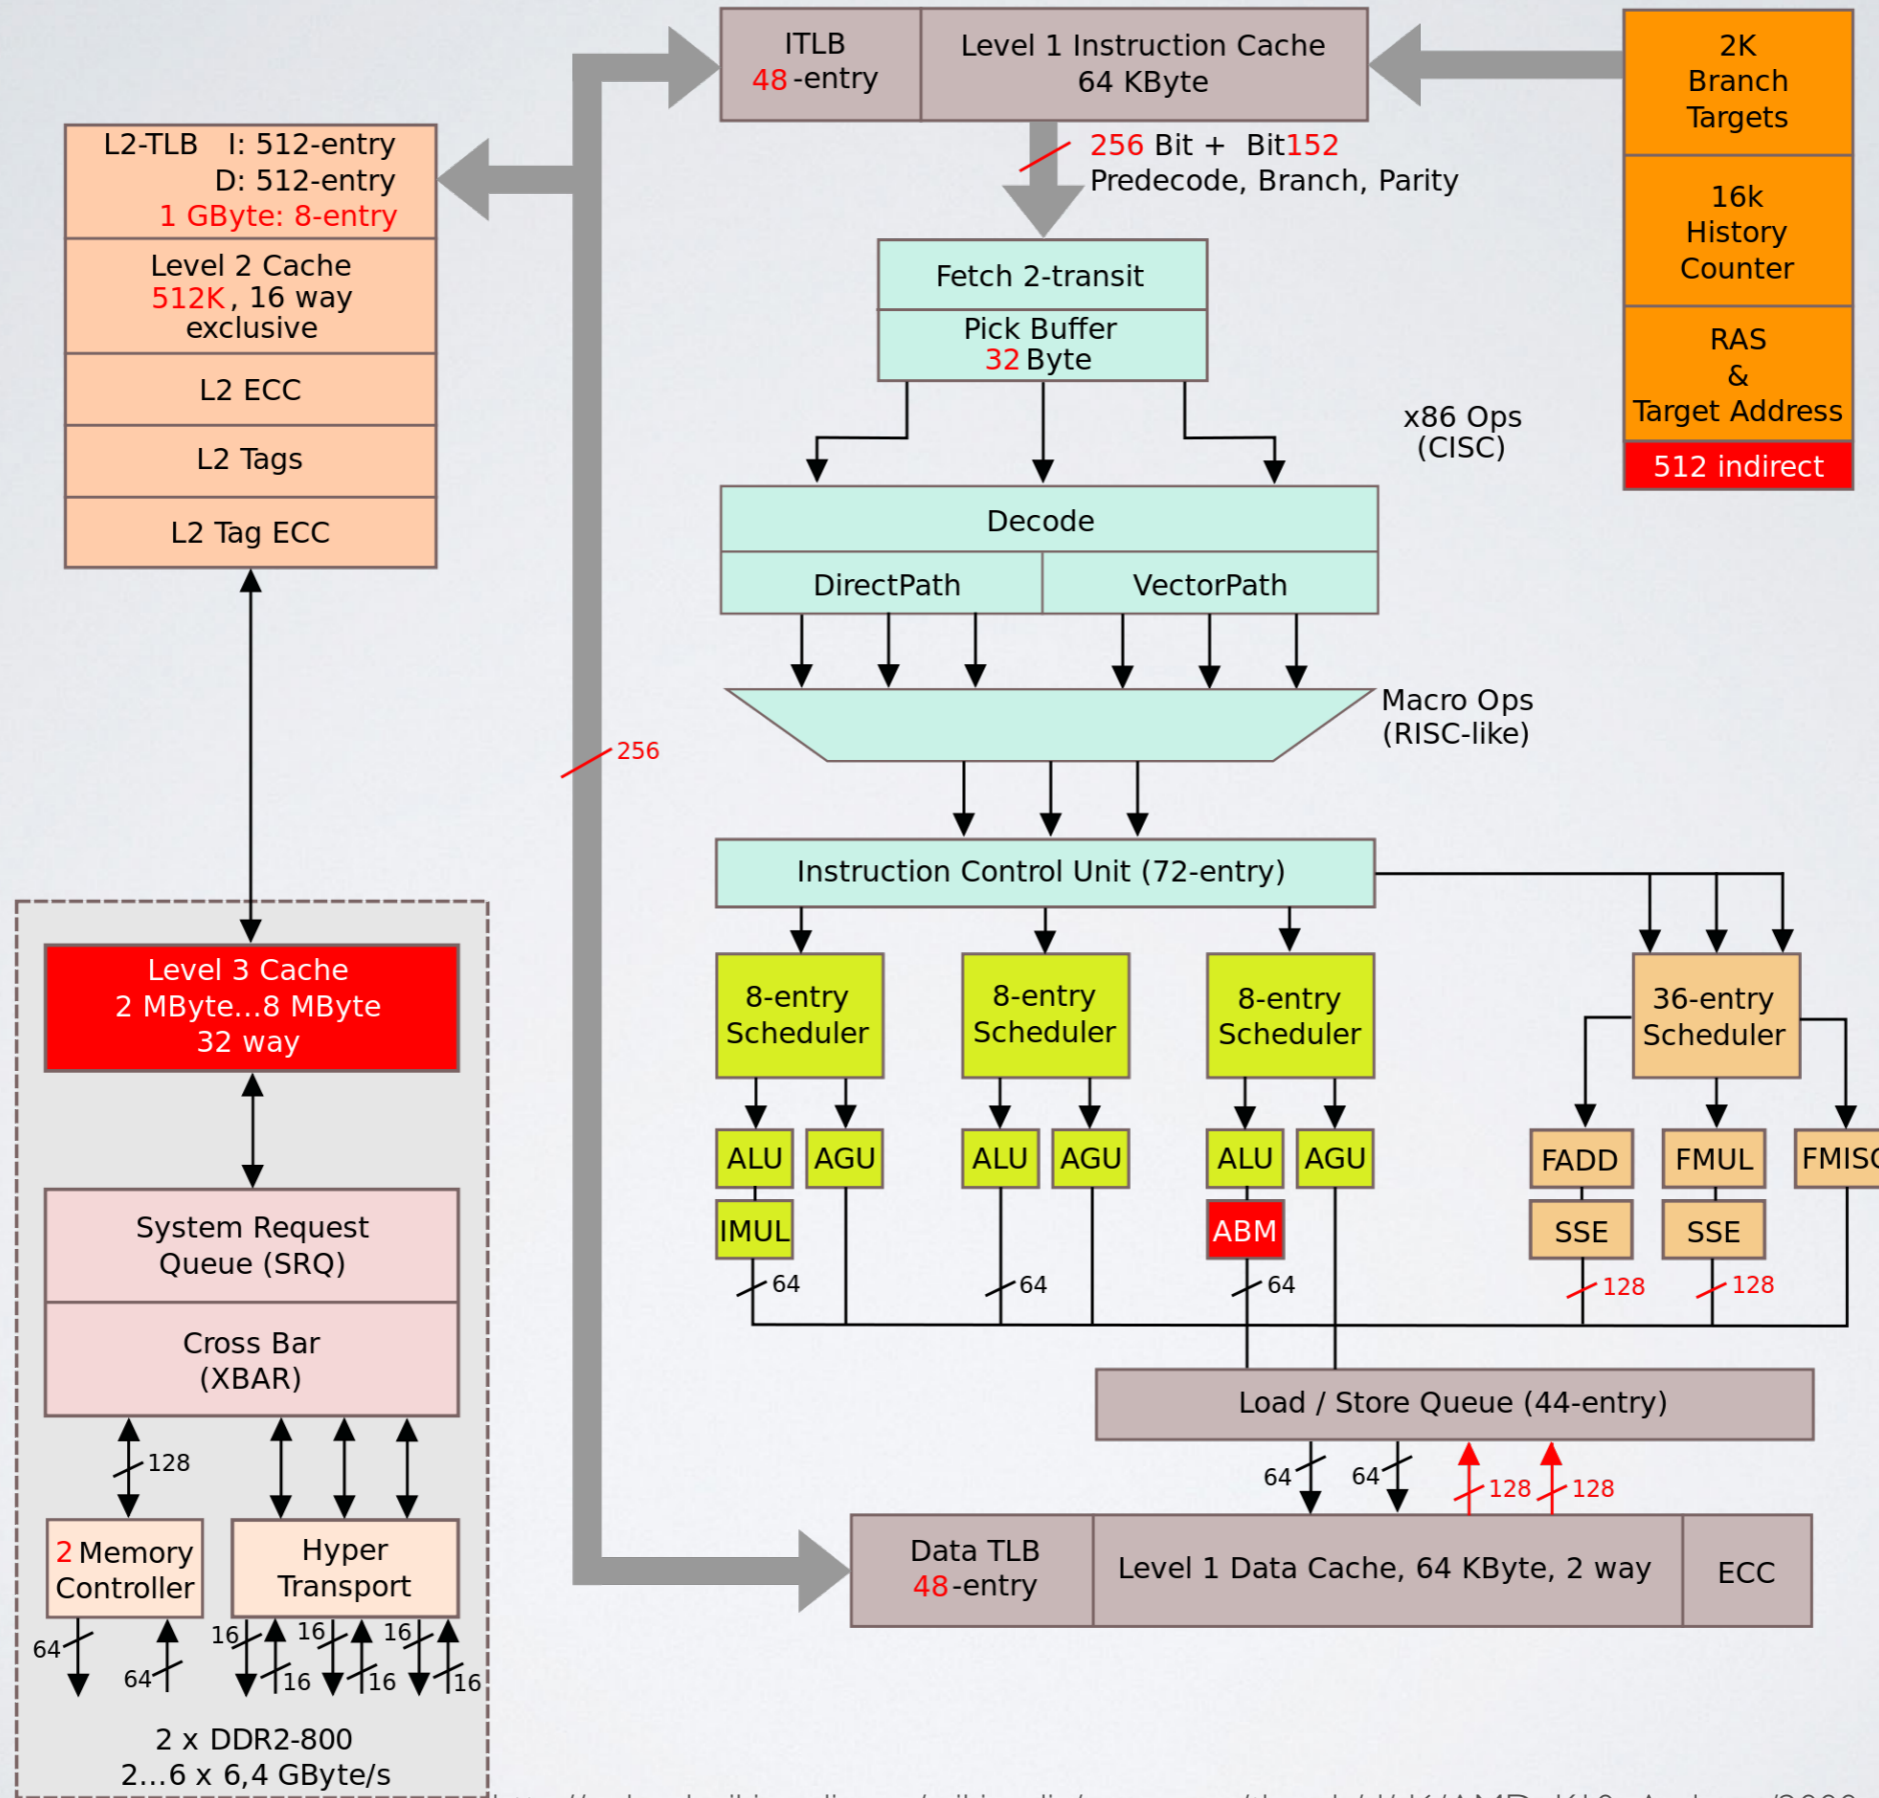 ITLB
48-entry
Level 1 Instruction Cache
64 KByte
2K
Branch
Targets
16k
History
Counter
RAS
&
Target Address
512 indirect
L2-TLB I: 512-entry
D: 512-entry
1 GByte: 8-entry
Level 2 Cache
512K, 16 way
exclusive
L2 ECC
L2 Tags
L2 Tag ECC
256 Bit + Bit152
Predecode, Branch, Parity
Fetch 2-transit
Pick Buffer
32 Byte
x86 Ops
(CISC)
Decode
DirectPath
VectorPath
Macro Ops
(RISC-like)
256
Instruction Control Unit (72-entry)
8-entry
Scheduler
8-entry
Scheduler
8-entry
Scheduler
36-entry
Scheduler
ALU
AGU
ALU
AGU
ALU
AGU
FADD
FMUL
FMISC
IMUL
ABM
SSE
SSE
64
64
64
128
128
Load / Store Queue (44-entry)
64
64
128
128
Data TLB
48-entry
Level 1 Data Cache, 64 KByte, 2 way
ECC
Level 3 Cache
2 MByte...8 MByte
32 way
System Request
Queue (SRQ)
Cross Bar
(XBAR)
128
2 Memory
Controller
Hyper
Transport
64
64
16
16
16
16
16
16
2 x DDR2-800
2...6 x 6,4 GByte/s